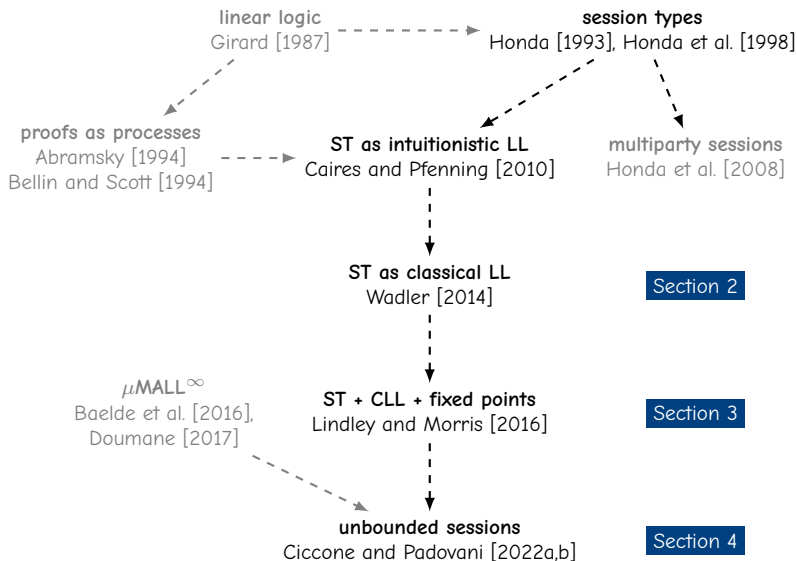 linear logic
Girard [1987]
session types
Honda [1993], Honda et al. [1998]
proofs as processes
Abramsky [1994]
Bellin and Scott [1994]
ST as intuitionistic LL
Caires and Pfenning [2010]
multiparty sessions
Honda et al. [2008]
ST as classical LL
Wadler [2014]
Section 2
μMALL∞
Baelde et al. [2016],
Doumane [2017]
ST + CLL + fixed points
Lindley and Morris [2016]
Section 3
unbounded sessions
Ciccone and Padovani [2022a,b]
Section 4